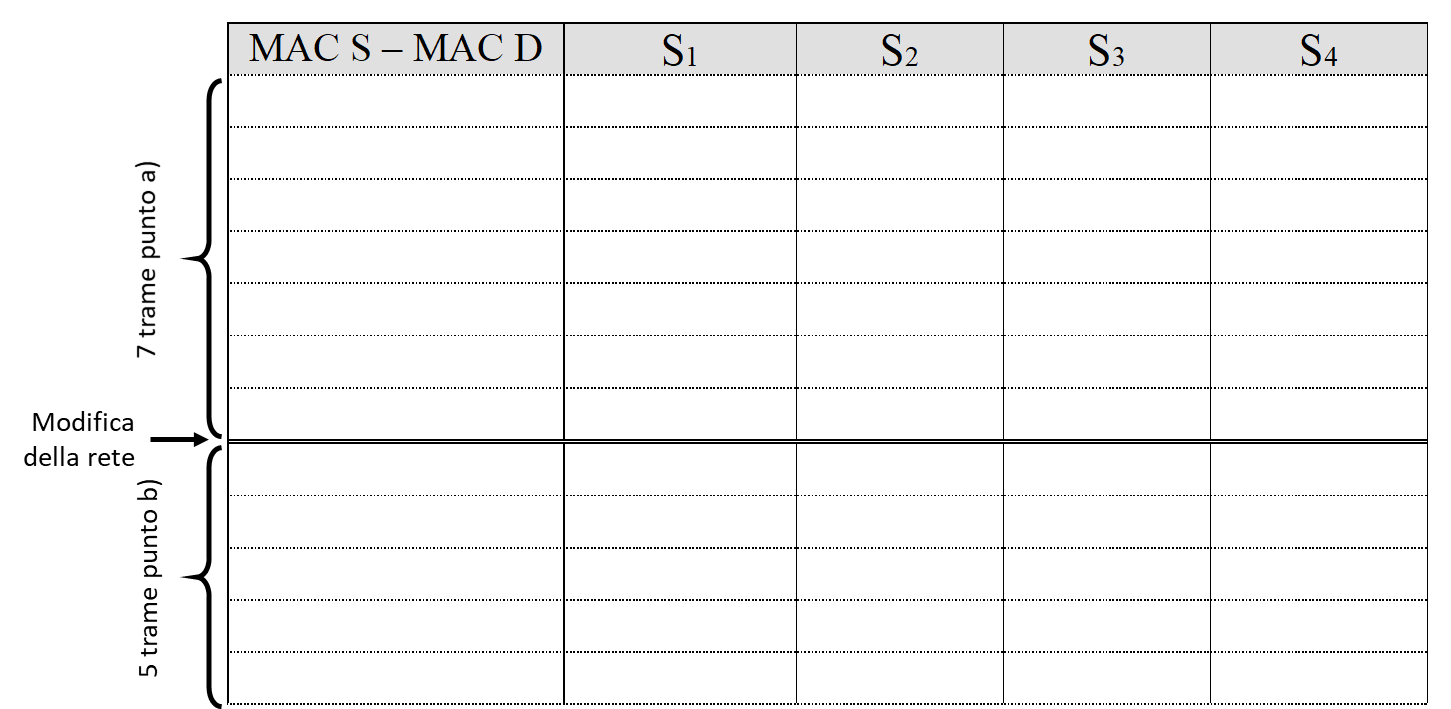 MAC S – MAC D S₁ S₂ S₃ S₄
7 trame punto a)
Modifica
della rete
5 trame punto b)